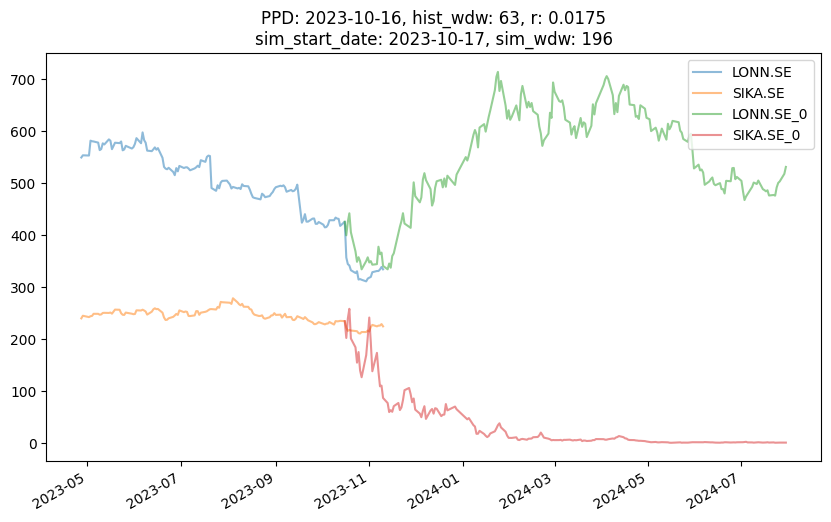 PPD: 2023-10-16, hist_wdw: 63, r: 0.0175
sim_start_date: 2023-10-17, sim_wdw: 196
LONN.SE
SIKA.SE
LONN.SE_0
SIKA.SE_0
700
600
500
400
300
200
100
0
2023-05
2023-07
2023-09
2023-11
2024-01
2024-03
2024-05
2024-07